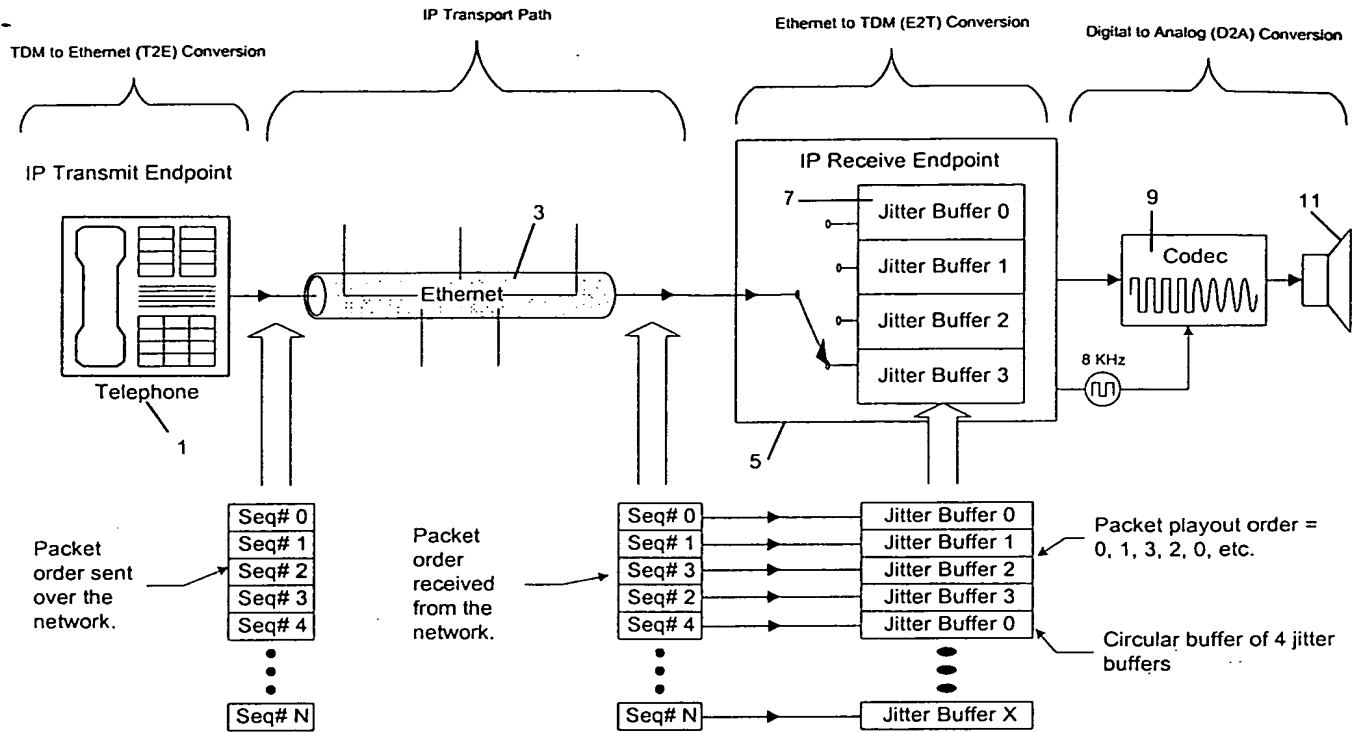 IP Transport Path
Ethernet to TDM (E2T) Conversion
Digital to Analog (D2A) Conversion
TDM to Ethernet (T2E) Conversion
IP Transmit Endpoint
IP Receive Endpoint
7
Jitter Buffer 0
Jitter Buffer 1
Jitter Buffer 2
Jitter Buffer 3
3
Ethernet
9
Codec
11
8 KHz
Telephone
1
5
Packet
order sent
over the
network.
Seq# 0
Seq# 1
Seq# 2
Seq# 3
Seq# 4
Seq# N
Packet
order
received
from the
network.
Seq# 0
Seq# 1
Seq# 3
Seq# 2
Seq# 4
Seq# N
Jitter Buffer 0
Jitter Buffer 1
Jitter Buffer 2
Jitter Buffer 3
Jitter Buffer 0
Jitter Buffer X
Packet playout order =
0, 1, 3, 2, 0, etc.
Circular buffer of 4 jitter
buffers